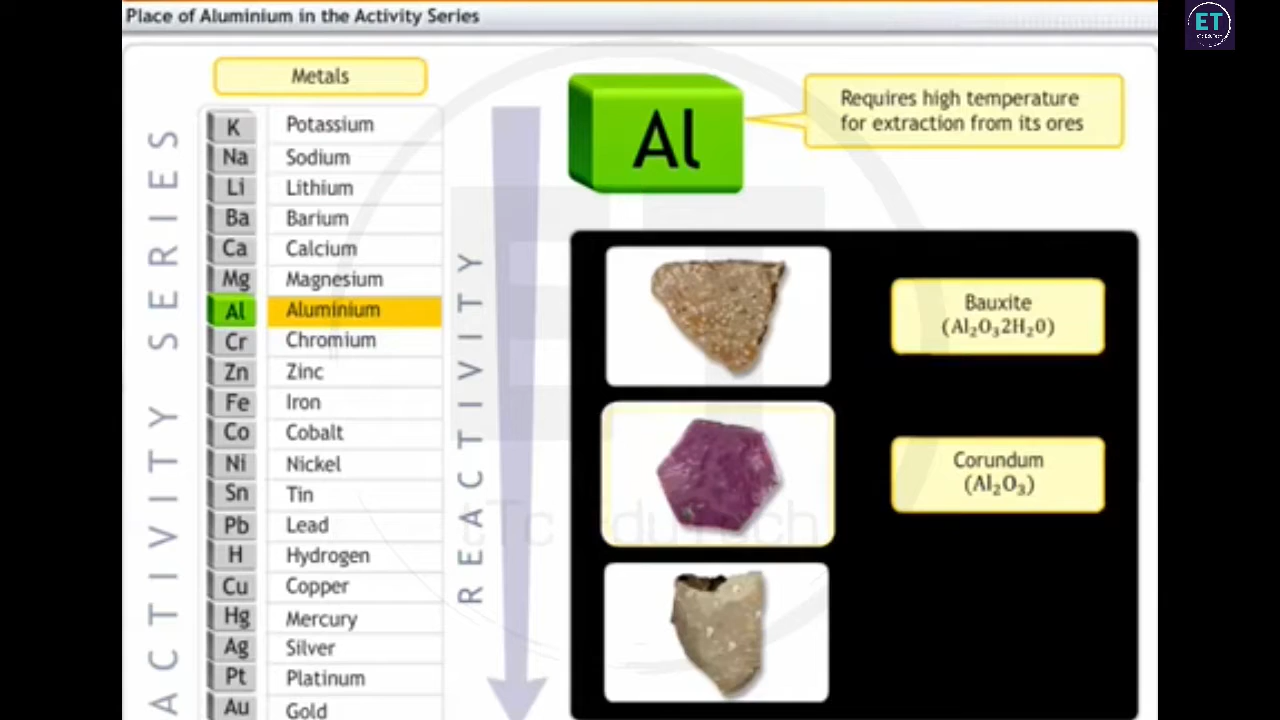 Place of Aluminium in the Activity Series
ET
ACTIVITY SERIES
Metals
K Potassium
Na Sodium
Li Lithium
Ba Barium
Ca Calcium
Mg Magnesium
Al Aluminium
Cr Chromium
Zn Zinc
Fe Iron
Co Cobalt
Ni Nickel
Sn Tin
Pb Lead
H Hydrogen
Cu Copper
Hg Mercury
Ag Silver
Pt Platinum
Au Gold
REACTIVITY
Al
Requires high temperature
for extraction from its ores
Bauxite
(Al₂O₃2H₂0)
Corundum
(Al₂O₃)
ET
eTc eduTech